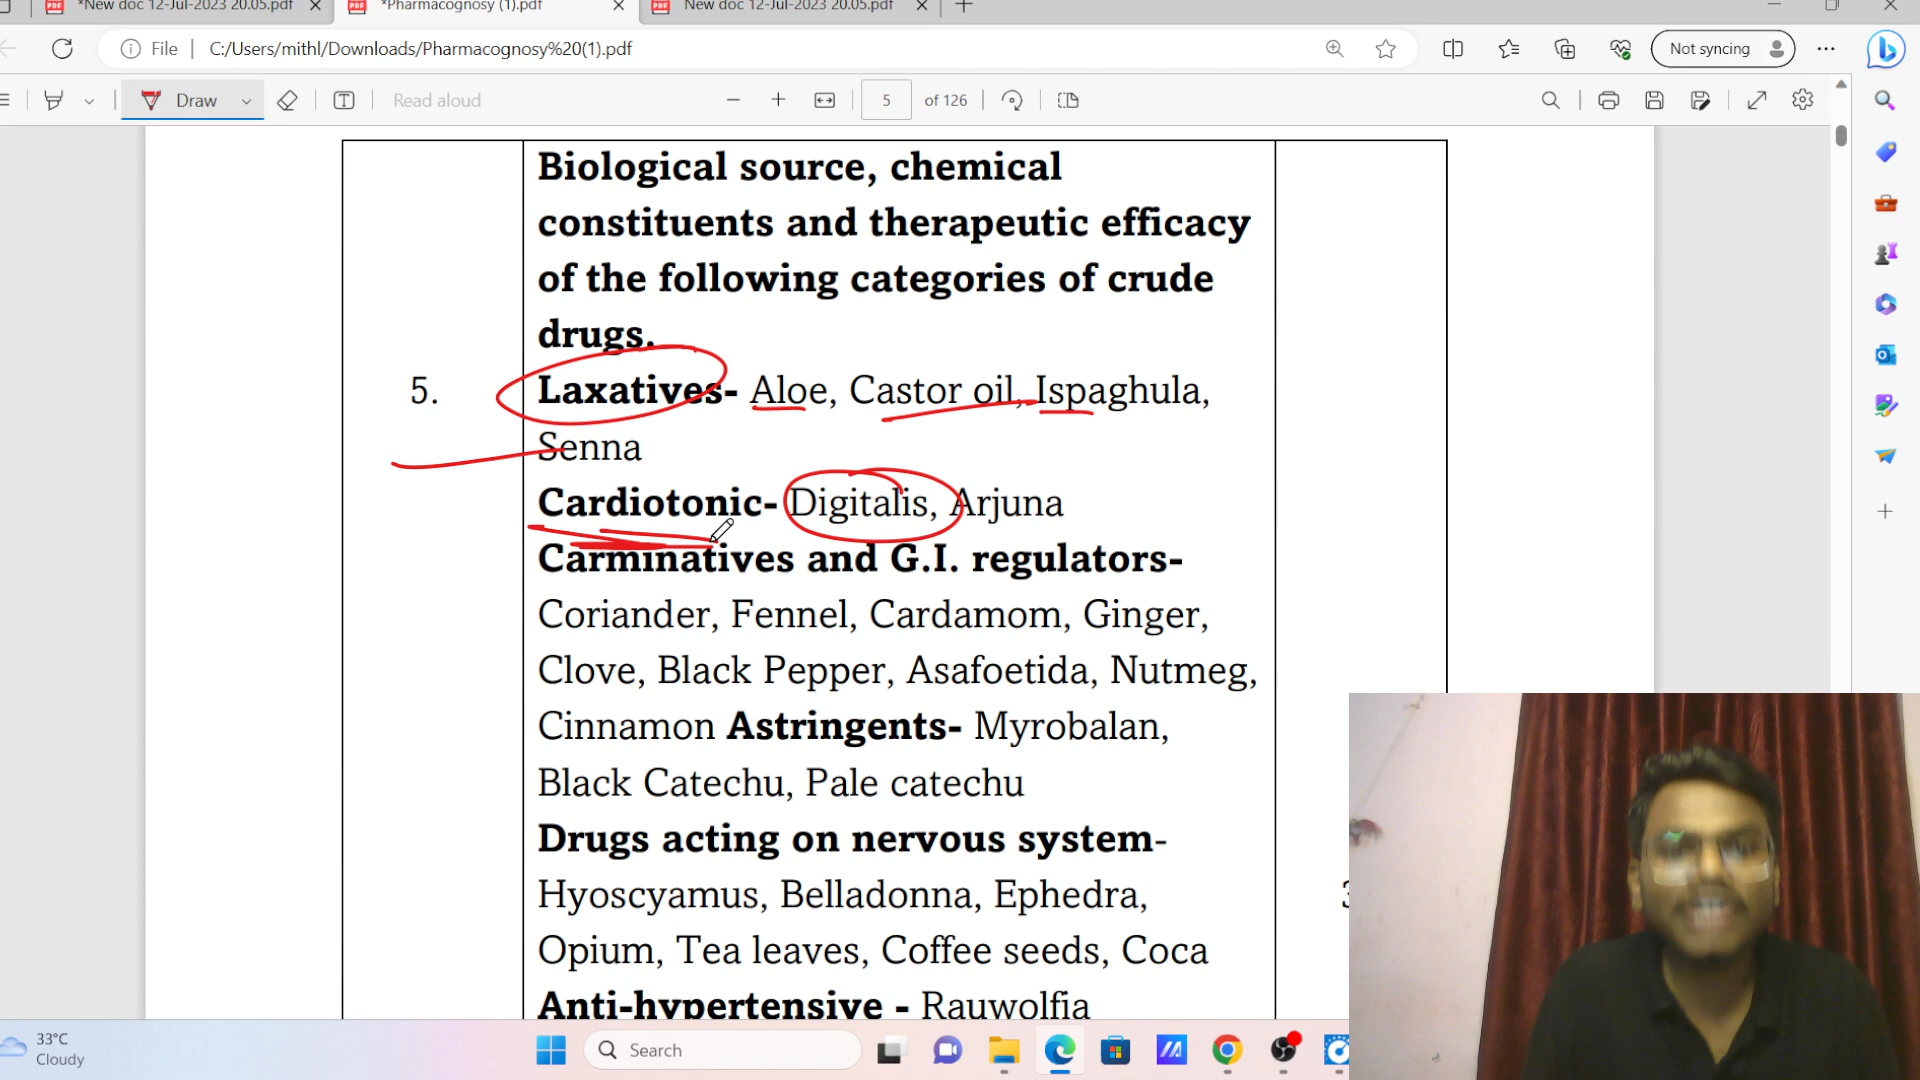 *New doc 12-Jul-2023 20.05.pdf
*Pharmacognosy (1).pdf
New doc 12-Jul-2023 20.05.pdf
File
C:/Users/mithl/Downloads/Pharmacognosy%20(1).pdf
Not syncing
Draw
Read aloud
5
of 126
Biological source, chemical
constituents and therapeutic efficacy
of the following categories of crude
drugs.
5.
Laxatives- Aloe, Castor oil, Ispaghula,
Senna
Cardiotonic- Digitalis, Arjuna
Carminatives and G.I. regulators-
Coriander, Fennel, Cardamom, Ginger,
Clove, Black Pepper, Asafoetida, Nutmeg,
Cinnamon Astringents- Myrobalan,
Black Catechu, Pale catechu
Drugs acting on nervous system-
Hyoscyamus, Belladonna, Ephedra,
Opium, Tea leaves, Coffee seeds, Coca
Anti-hypertensive - Rauwolfia
33°C
Cloudy
Search